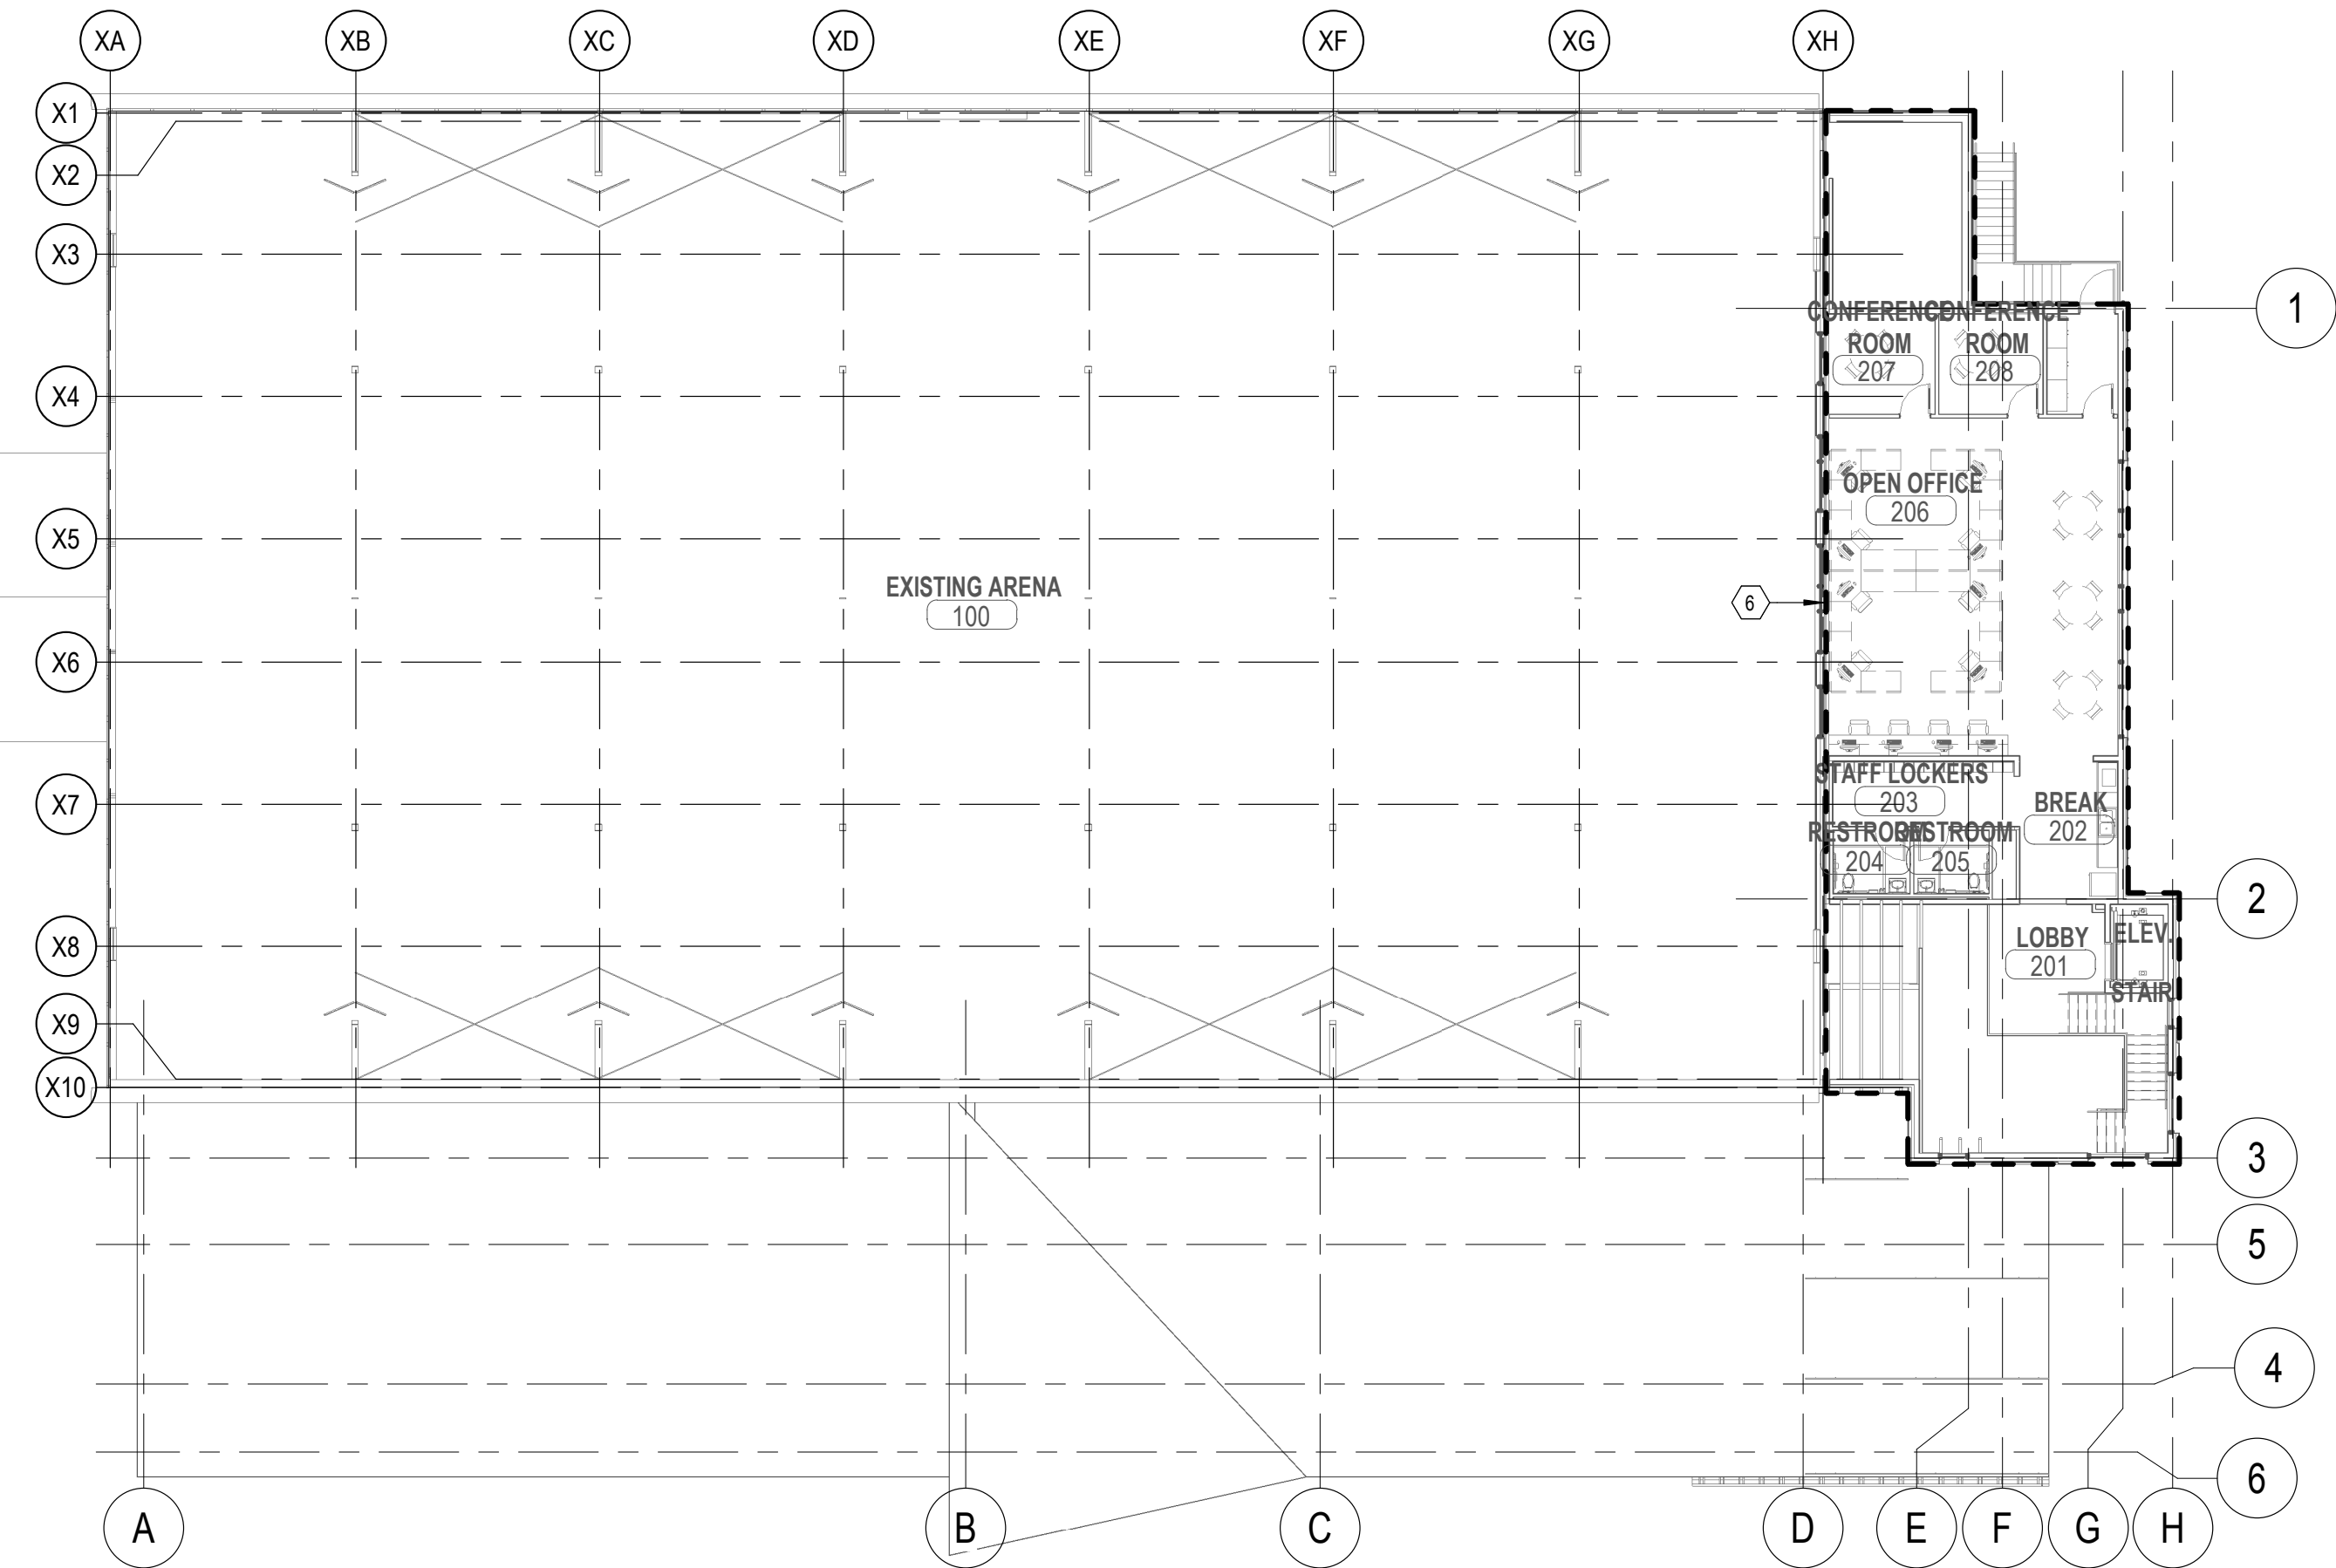 XA
XB
XC
XD
XE
XF
XG
XH
X1
X2
X3
X4
X5
X6
X7
X8
X9
X10
1
2
3
5
4
6
CONFERENCE
ROOM
207
CONFERENCE
ROOM
208
OPEN OFFICE
206
EXISTING ARENA
100
6
STAFF LOCKERS
203
BREAK
202
RESTROOM
204
RESTROOM
205
LOBBY
201
ELEV.
STAIR
A
B
C
D
E
F
G
H